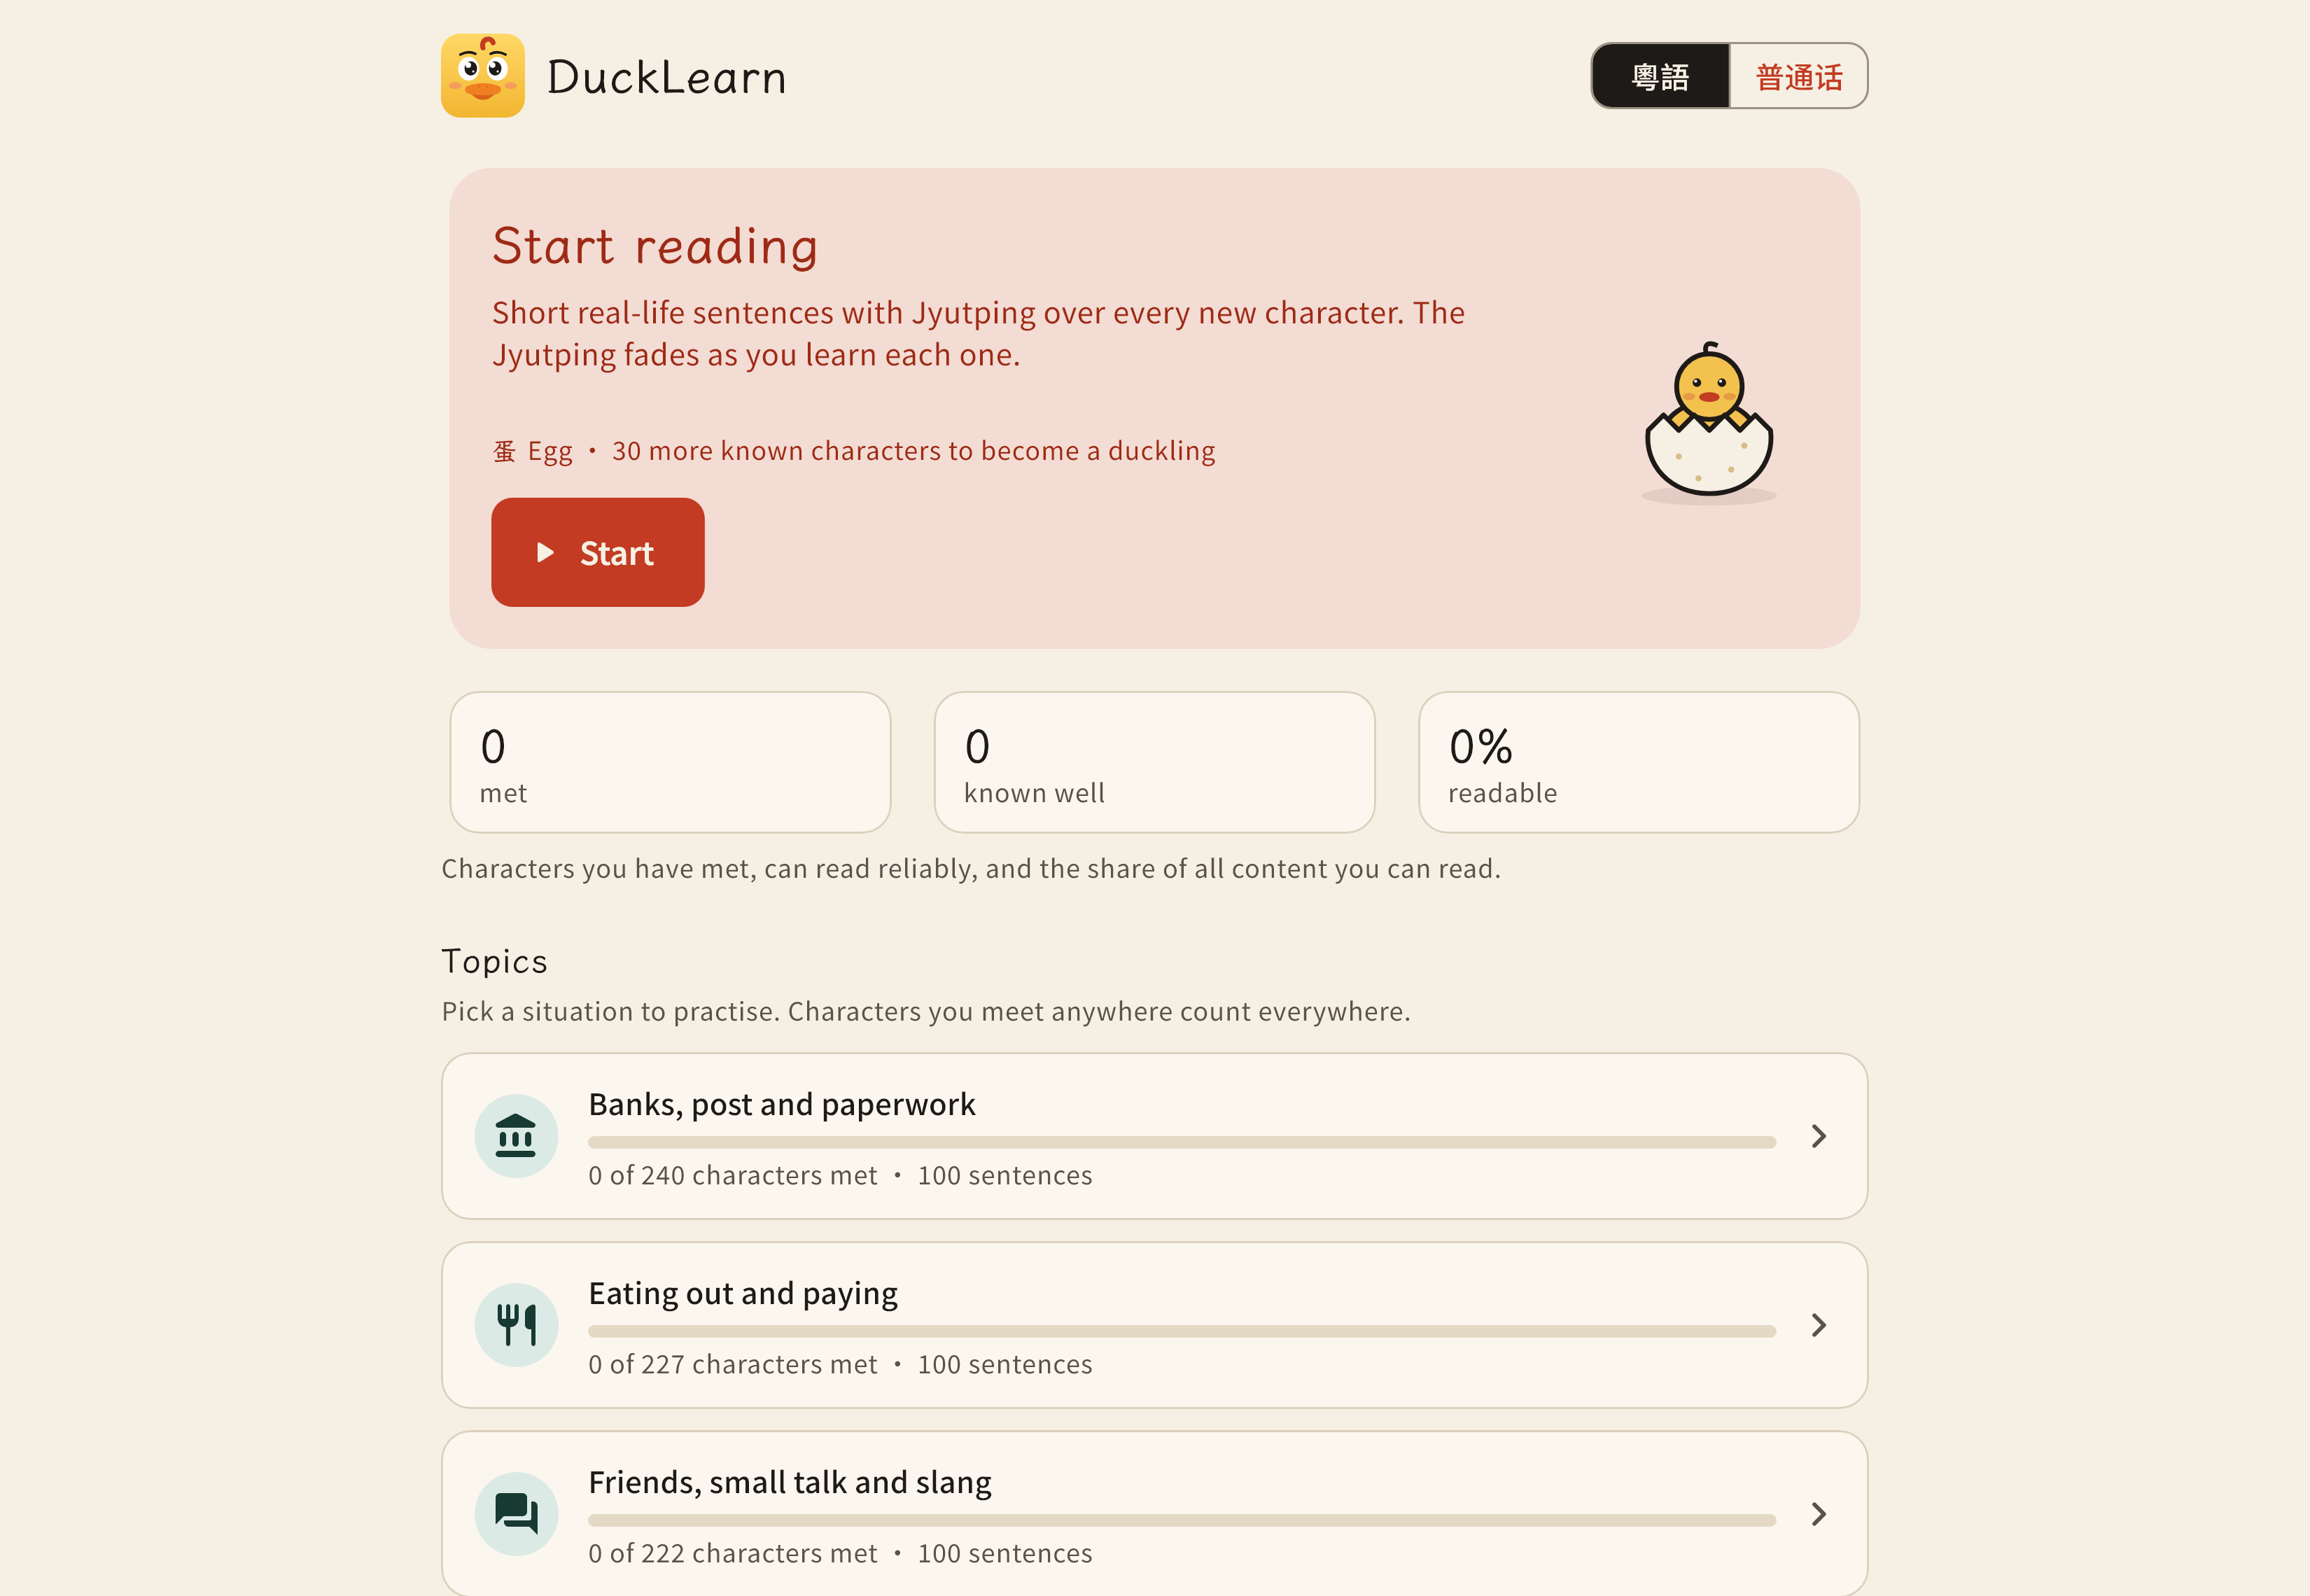 DuckLearn
粵語 普通话
Start reading
Short real-life sentences with Jyutping over every new character. The
Jyutping fades as you learn each one.
蛋 Egg • 30 more known characters to become a duckling
Start
0
met
0
known well
0%
readable
Characters you have met, can read reliably, and the share of all content you can read.
Topics
Pick a situation to practise. Characters you meet anywhere count everywhere.
Banks, post and paperwork
0 of 240 characters met • 100 sentences
Eating out and paying
0 of 227 characters met • 100 sentences
Friends, small talk and slang
0 of 222 characters met • 100 sentences